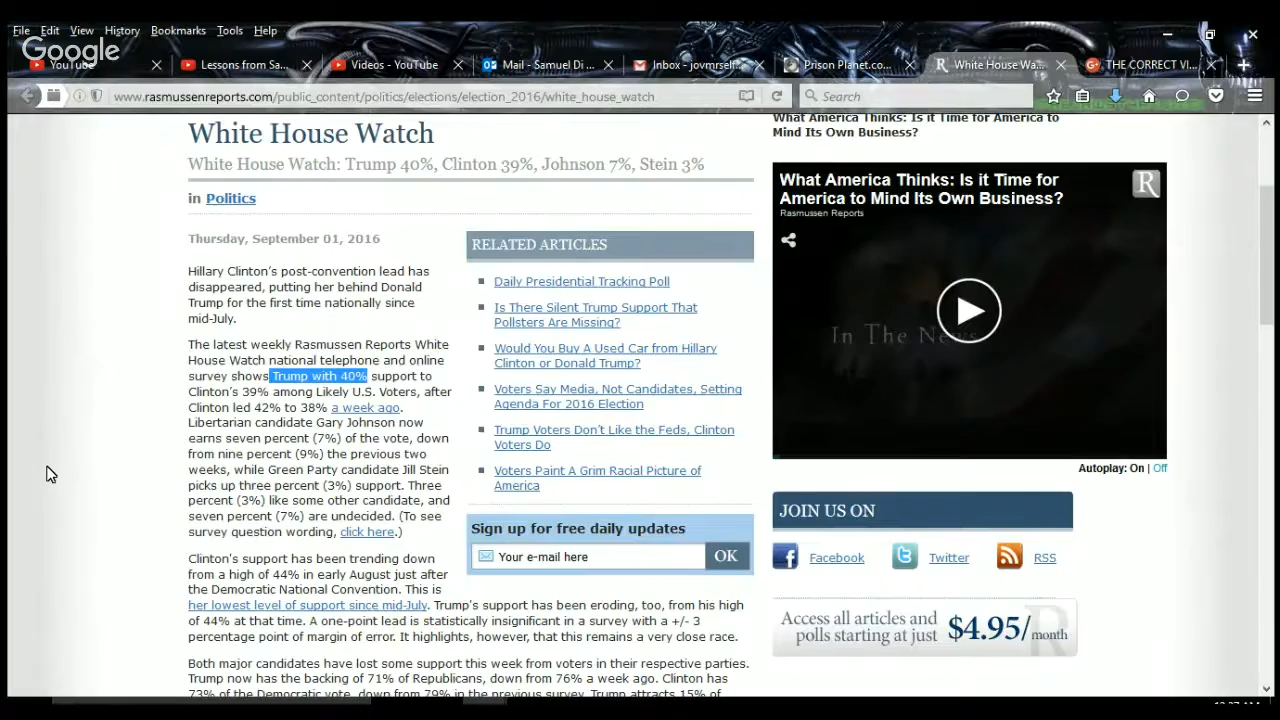 File Edit View History Bookmarks Tools Help
Google
YouTube
Lessons from Sa...
Videos - YouTube
Mail - Samuel Di ...
Inbox - jovmrself...
Prison Planet.co...
White House Wa...
THE CORRECT VI...
www.rasmussenreports.com/public_content/politics/elections/election_2016/white_house_watch
Search
White House Watch
White House Watch: Trump 40%, Clinton 39%, Johnson 7%, Stein 3%
in Politics
Thursday, September 01, 2016
Hillary Clinton's post-convention lead has
disappeared, putting her behind Donald
Trump for the first time nationally since
mid-July.
The latest weekly Rasmussen Reports White
House Watch national telephone and online
survey shows Trump with 40% support to
Clinton's 39% among Likely U.S. Voters, after
Clinton led 42% to 38% a week ago.
Libertarian candidate Gary Johnson now
earns seven percent (7%) of the vote, down
from nine percent (9%) the previous two
weeks, while Green Party candidate Jill Stein
picks up three percent (3%) support. Three
percent (3%) like some other candidate, and
seven percent (7%) are undecided. (To see
survey question wording, click here.)
Clinton's support has been trending down
from a high of 44% in early August just after
the Democratic National Convention. This is
her lowest level of support since mid-July. Trump's support has been eroding, too, from his high
of 44% at that time. A one-point lead is statistically insignificant in a survey with a +/- 3
percentage point of margin of error. It highlights, however, that this remains a very close race.
Both major candidates have lost some support this week from voters in their respective parties.
Trump now has the backing of 71% of Republicans, down from 76% a week ago. Clinton has
73% of the Democratic vote, down from 79% in the previous survey. Trump attracts 15% of
RELATED ARTICLES
Daily Presidential Tracking Poll
Is There Silent Trump Support That
Pollsters Are Missing?
Would You Buy A Used Car from Hillary
Clinton or Donald Trump?
Voters Say Media, Not Candidates, Setting
Agenda For 2016 Election
Trump Voters Don't Like the Feds, Clinton
Voters Do
Voters Paint A Grim Racial Picture of
America
Sign up for free daily updates
Your e-mail here
OK
What America Thinks: Is it Time for America to
Mind Its Own Business?
What America Thinks: Is it Time for
America to Mind Its Own Business?
Rasmussen Reports
R
In The News
Autoplay: On | Off
JOIN US ON
Facebook
Twitter
RSS
Access all articles and
polls starting at just $4.95/month